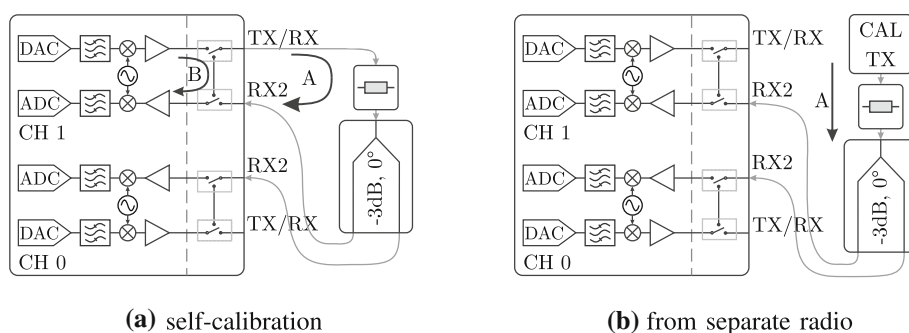 DAC
TX/RX
B
A
ADC
RX2
CH 1
ADC
RX2
-3dB, 0°
DAC
TX/RX
CH 0
(a) self-calibration
DAC
TX/RX
CAL
TX
A
ADC
RX2
CH 1
ADC
RX2
-3dB, 0°
DAC
TX/RX
CH 0
(b) from separate radio